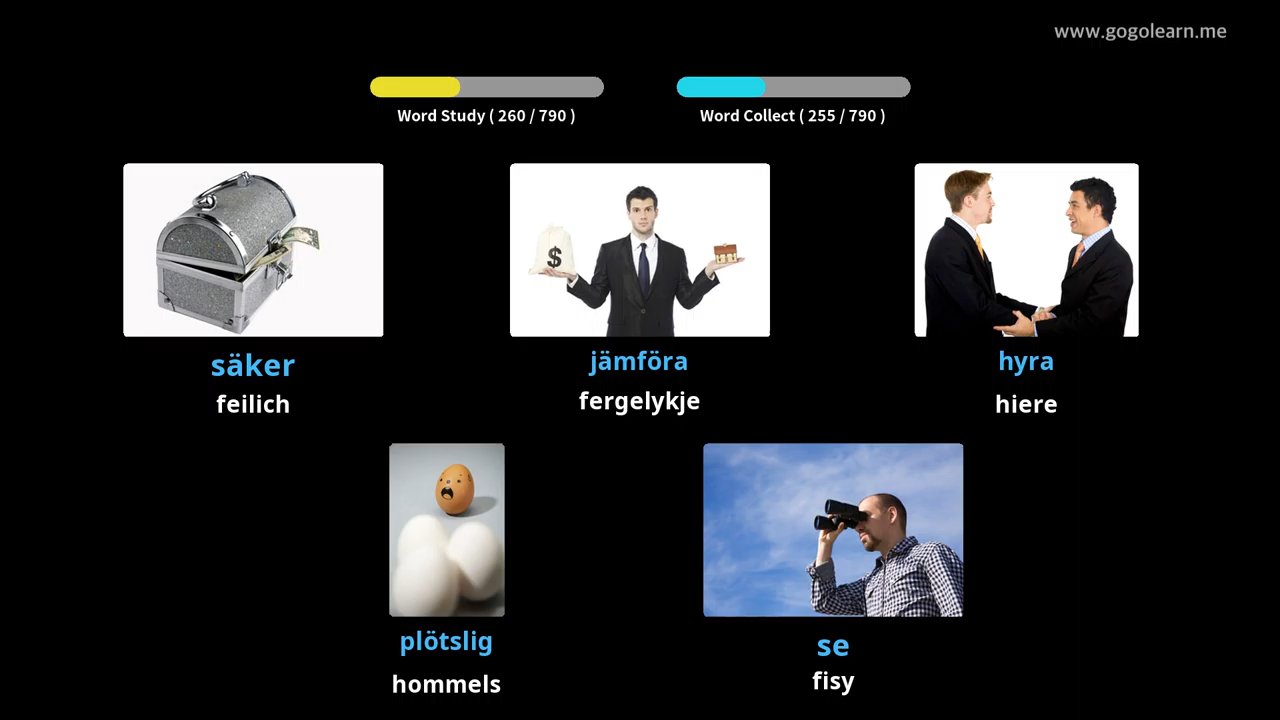 www.gogolearn.me
Word Study ( 260 / 790 )
Word Collect ( 255 / 790 )
säker
feilich
jämföra
fergelykje
hyra
hiere
plötslig
hommels
se
fisy
$